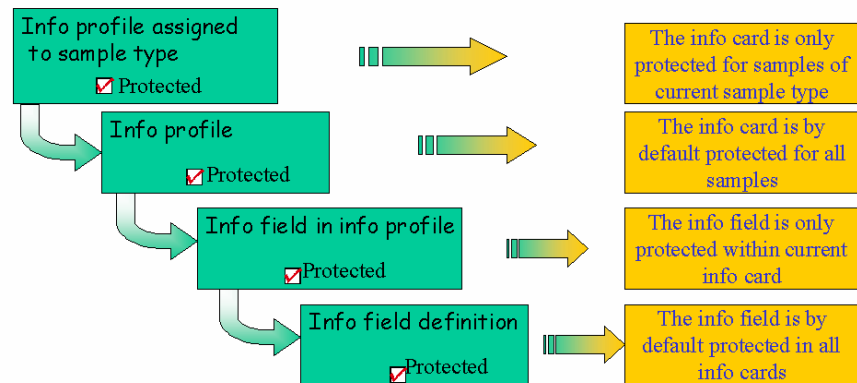 Info profile assigned
to sample type
Protected
The info card is only
protected for samples of
current sample type
Info profile
Protected
The info card is by
default protected for all
samples
Info field in info profile
Protected
The info field is only
protected within current
info card
Info field definition
Protected
The info field is by
default protected in all
info cards